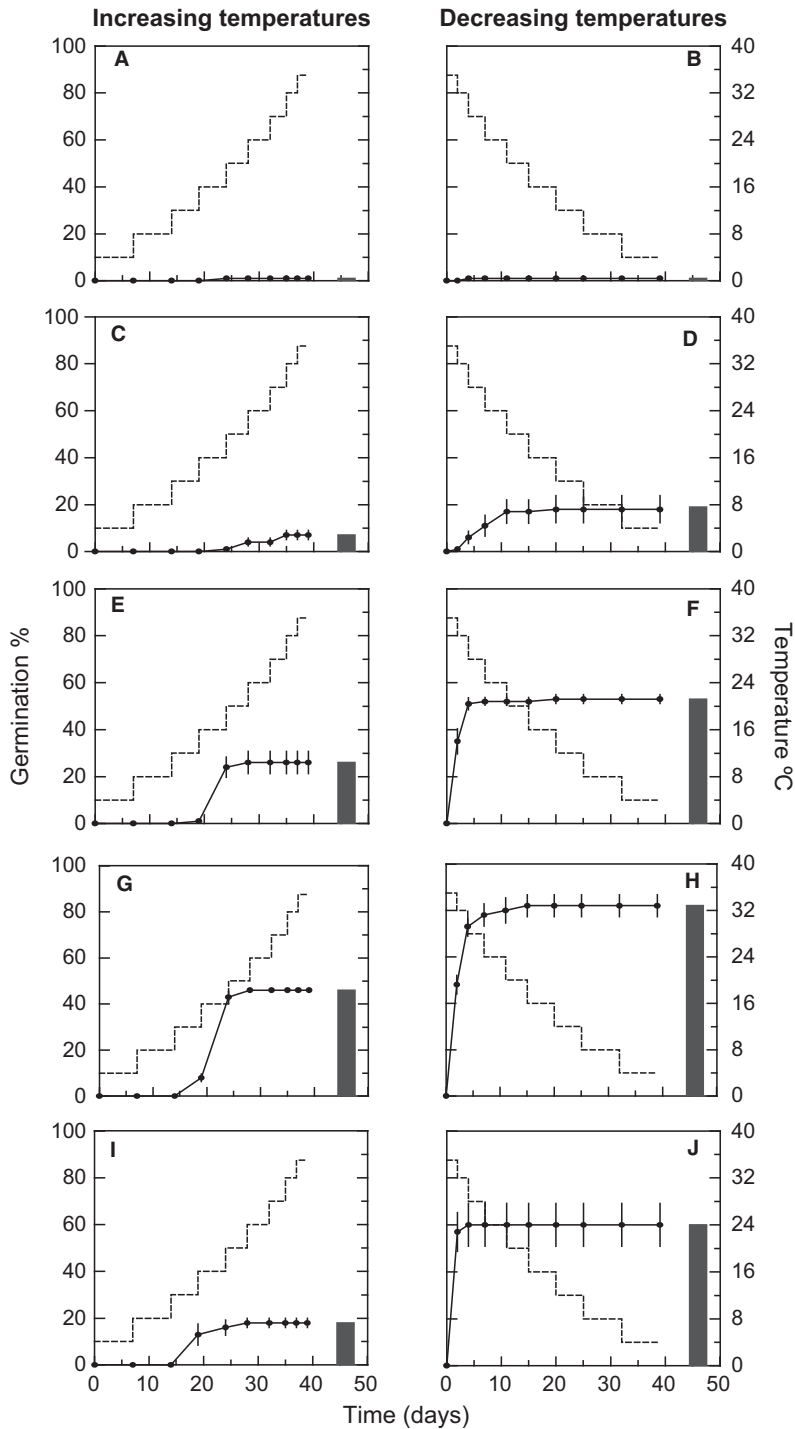 Increasing temperatures Decreasing temperatures
100 A B 40
80 32
60 24
40 16
20 8
0 0
100 C D 40
80 32
60 24
40 16
20 8
0 0
100 E F 40
80 32
60 24
40 16
20 8
0 0
Germination %
Temperature ºC
100 G H 40
80 32
60 24
40 16
20 8
0 0
100 I J 40
80 32
60 24
40 16
20 8
0 0
0 10 20 30 40 50 0 10 20 30 40 50
Time (days)